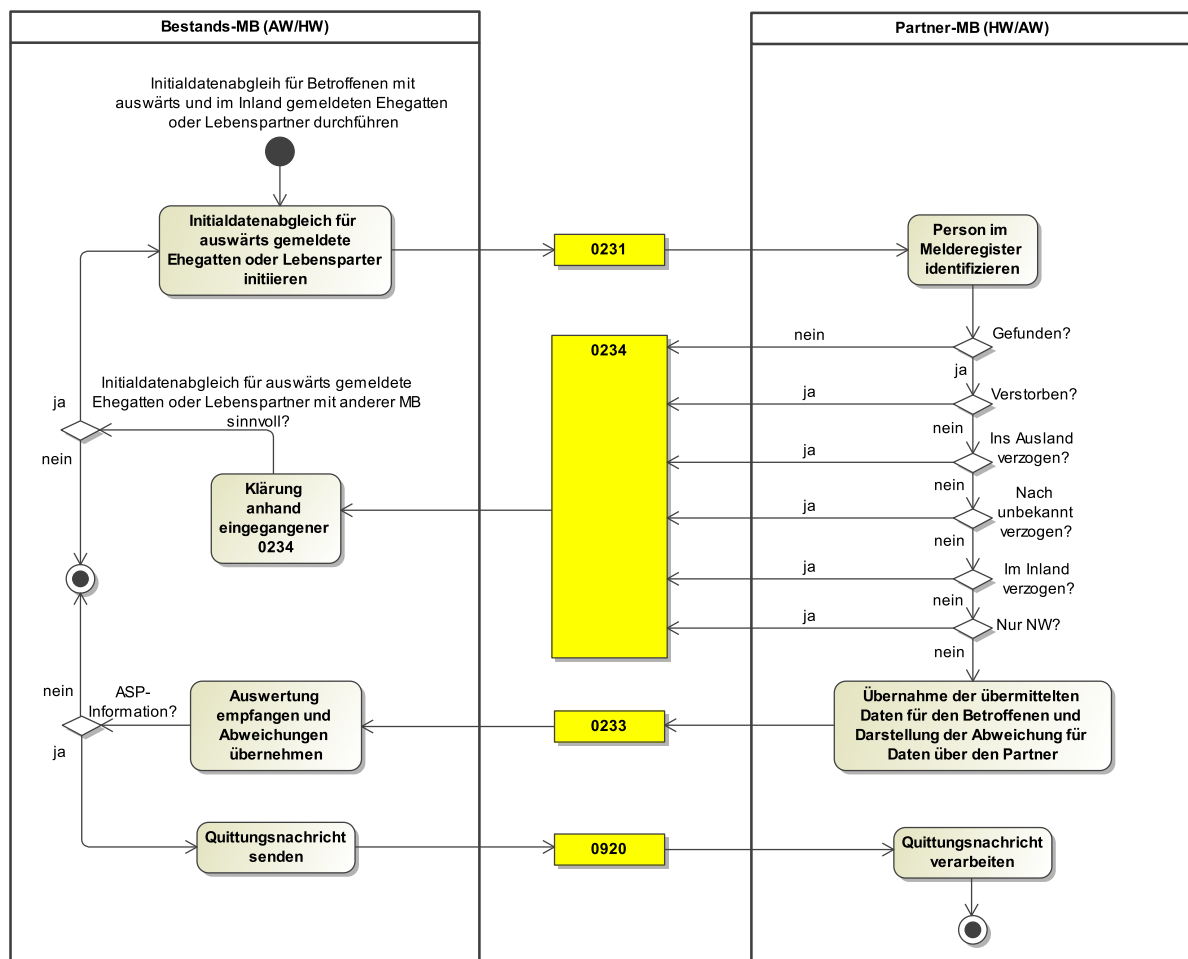 Bestands-MB (AW/HW)
Partner-MB (HW/AW)
Initialdatenabgleih für Betroffenen mit
auswärts und im Inland gemeldeten Ehegatten
oder Lebenspartner durchführen
Initialdatenabgleich für
auswärts gemeldete
Ehegatten oder Lebensparter
initiieren
0231
Person im
Melderegister
identifizieren
Gefunden?
nein
ja
0234
Verstorben?
ja
nein
Ins Ausland
verzogen?
ja
nein
Nach
unbekannt
verzogen?
ja
nein
Im Inland
verzogen?
ja
nein
Nur NW?
ja
nein
Initialdatenabgleich für auswärts gemeldete
Ehegatten oder Lebenspartner mit anderer MB
sinnvoll?
ja
nein
Klärung
anhand
eingegangener
0234
Übernahme der übermittelten
Daten für den Betroffenen und
Darstellung der Abweichung für
Daten über den Partner
0233
Auswertung
empfangen und
Abweichungen
übernehmen
ASP-
Information?
nein
ja
Quittungsnachricht
senden
0920
Quittungsnachricht
verarbeiten